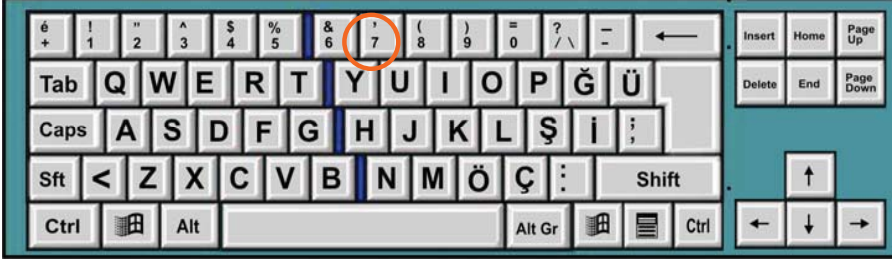 é ! " ^ $ % & ' ( ) = ? _
+ 1 2 3 4 5 6 7 8 9 0 / \ - ← Insert Home Page Up
Tab Q W E R T Y U I O P Ğ Ü Delete End Page Down
Caps A S D F G H J K L Ş İ ; ,
Sft < Z X C V B N M Ö Ç : . Shift ↑
Ctrl Alt Alt Gr Ctrl ← ↓ →